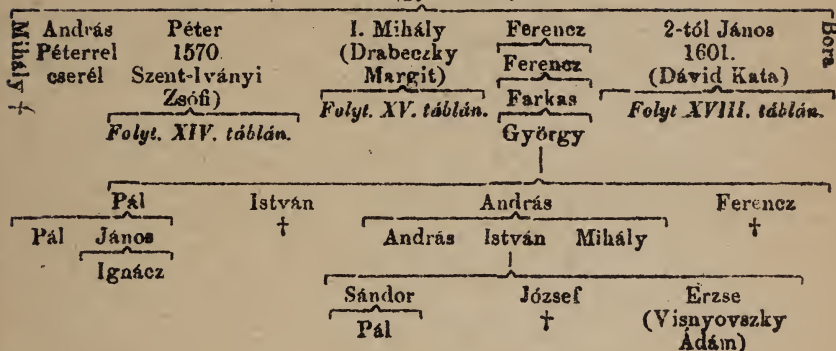 Mihály † András Péter I. Mihály Ferencz 2-tól János Bora
Péterrel 1570. (Drabeczky Ferencz 1601.
cserél Szent-Iványi Margit) Farkas (Dávid Kata)
Zsófi) Folyt. XV. táblán. György Folyt XVIII. táblán.
Folyt. XIV. táblán.
Pál István András Ferencz
† †
Pál János András István Mihály
Ignácz
Sándor József Erzse
Pál † (Visnyovszky
Ádám)